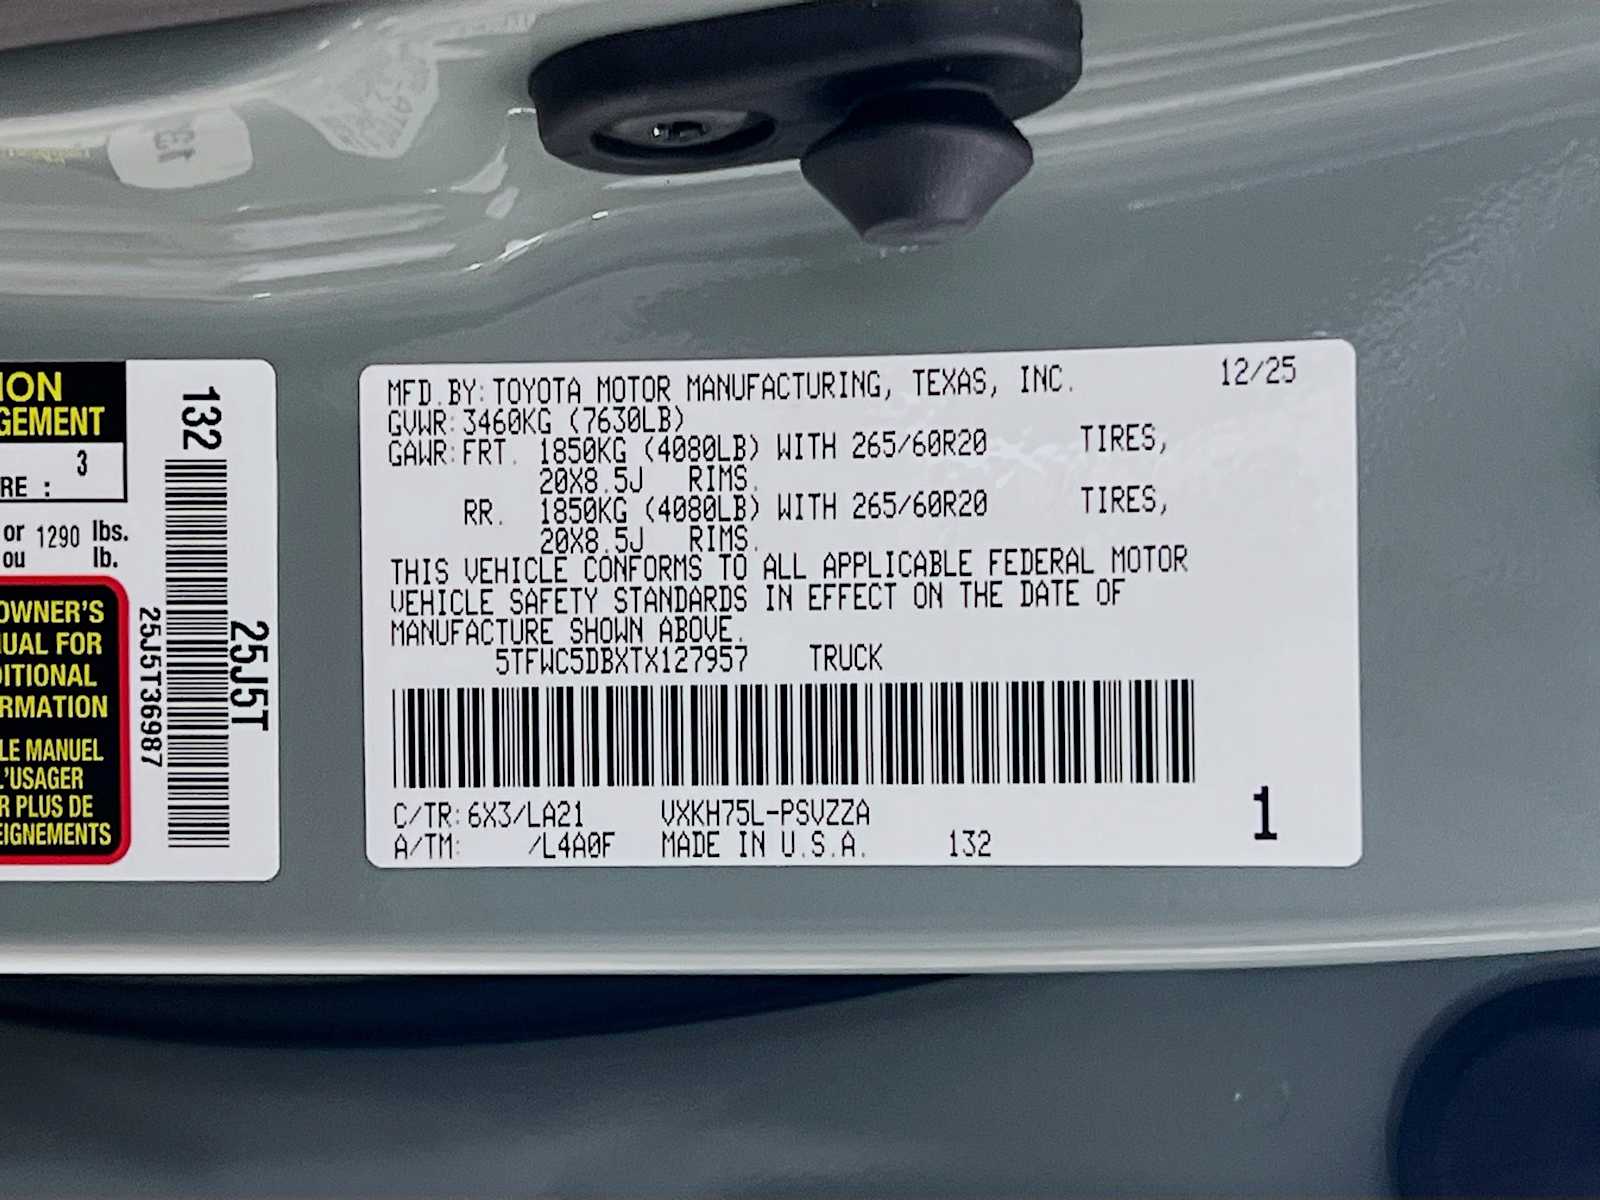 ION
GEMENT
3
RE :
or 1290 lbs.
ou lb.
OWNER'S
UAL FOR
DITIONAL
RMATION
LE MANUEL
L'USAGER
R PLUS DE
EIGNEMENTS
132
25J5T
25J5T36987
MFD.BY:TOYOTA MOTOR MANUFACTURING, TEXAS, INC. 12/25
GVWR:3460KG (7630LB)
GAWR:FRT. 1850KG (4080LB) WITH 265/60R20 TIRES,
20X8.5J RIMS.
RR. 1850KG (4080LB) WITH 265/60R20 TIRES,
20X8.5J RIMS.
THIS VEHICLE CONFORMS TO ALL APPLICABLE FEDERAL MOTOR
VEHICLE SAFETY STANDARDS IN EFFECT ON THE DATE OF
MANUFACTURE SHOWN ABOVE.
5TFWC5DBXTX127957 TRUCK
C/TR:6X3/LA21 VXKH75L-PSVZZA
A/TM: /L4A0F MADE IN U.S.A. 132
1